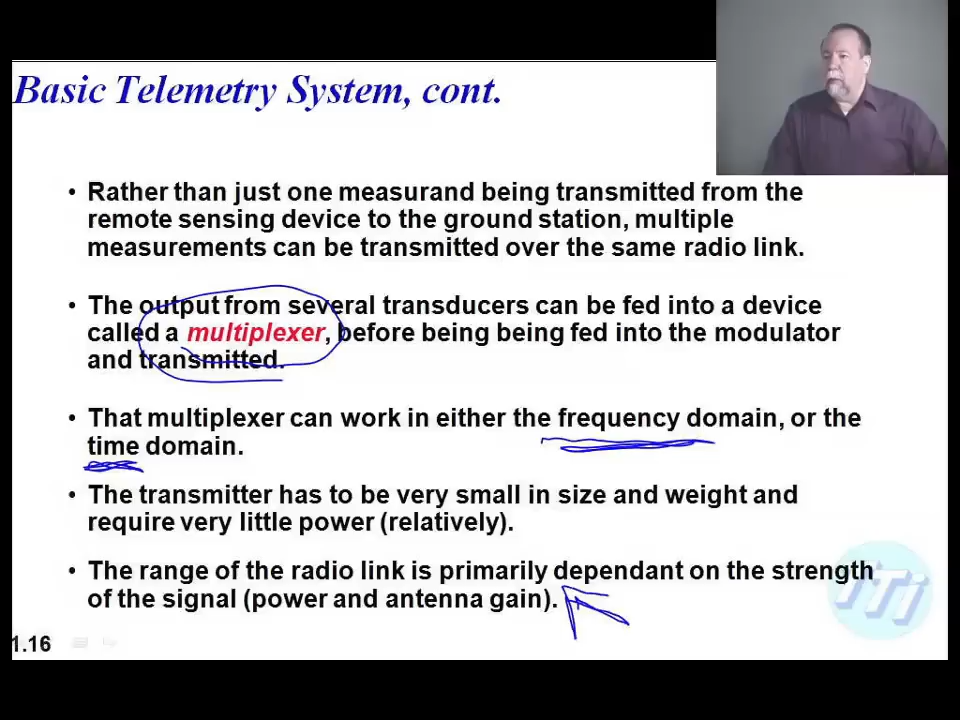 Basic Telemetry System, cont.
• Rather than just one measurand being transmitted from the
remote sensing device to the ground station, multiple
measurements can be transmitted over the same radio link.
• The output from several transducers can be fed into a device
called a multiplexer, before being being fed into the modulator
and transmitted.
• That multiplexer can work in either the frequency domain, or the
time domain.
• The transmitter has to be very small in size and weight and
require very little power (relatively).
• The range of the radio link is primarily dependant on the strength
of the signal (power and antenna gain).
iTi
1.16